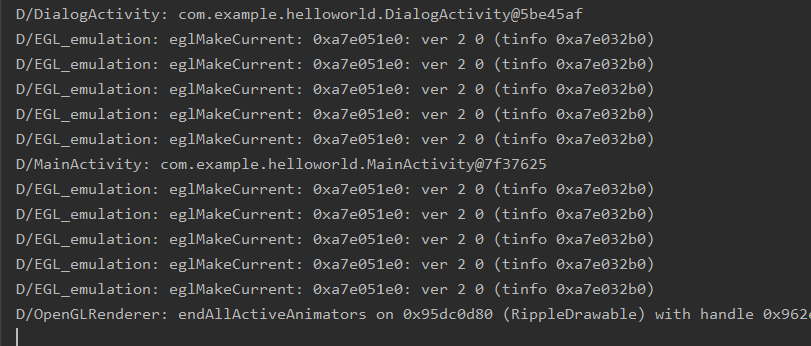 D/DialogActivity: com.example.helloworld.DialogActivity@5be45af
D/EGL_emulation: eglMakeCurrent: 0xa7e051e0: ver 2 0 (tinfo 0xa7e032b0)
D/EGL_emulation: eglMakeCurrent: 0xa7e051e0: ver 2 0 (tinfo 0xa7e032b0)
D/EGL_emulation: eglMakeCurrent: 0xa7e051e0: ver 2 0 (tinfo 0xa7e032b0)
D/EGL_emulation: eglMakeCurrent: 0xa7e051e0: ver 2 0 (tinfo 0xa7e032b0)
D/EGL_emulation: eglMakeCurrent: 0xa7e051e0: ver 2 0 (tinfo 0xa7e032b0)
D/MainActivity: com.example.helloworld.MainActivity@7f37625
D/EGL_emulation: eglMakeCurrent: 0xa7e051e0: ver 2 0 (tinfo 0xa7e032b0)
D/EGL_emulation: eglMakeCurrent: 0xa7e051e0: ver 2 0 (tinfo 0xa7e032b0)
D/EGL_emulation: eglMakeCurrent: 0xa7e051e0: ver 2 0 (tinfo 0xa7e032b0)
D/EGL_emulation: eglMakeCurrent: 0xa7e051e0: ver 2 0 (tinfo 0xa7e032b0)
D/EGL_emulation: eglMakeCurrent: 0xa7e051e0: ver 2 0 (tinfo 0xa7e032b0)
D/OpenGLRenderer: endAllActiveAnimators on 0x95dc0d80 (RippleDrawable) with handle 0x962